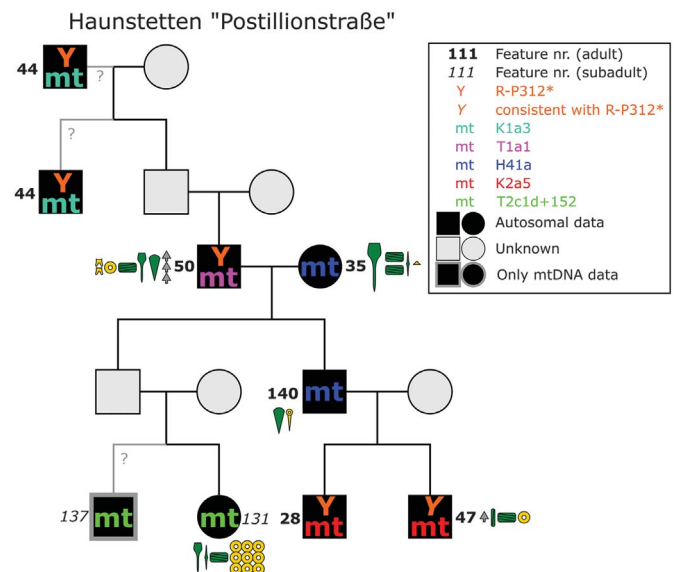 Haunstetten "Postillionstraße"
44 Y mt ?
?
44 Y mt
50 Y mt mt 35
140 mt
?
137 mt mt 131 28 Y mt Y mt 47
111 Feature nr. (adult)
111 Feature nr. (subadult)
Y R-P312*
Y consistent with R-P312*
mt K1a3
mt T1a1
mt H41a
mt K2a5
mt T2c1d+152
Autosomal data
Unknown
Only mtDNA data